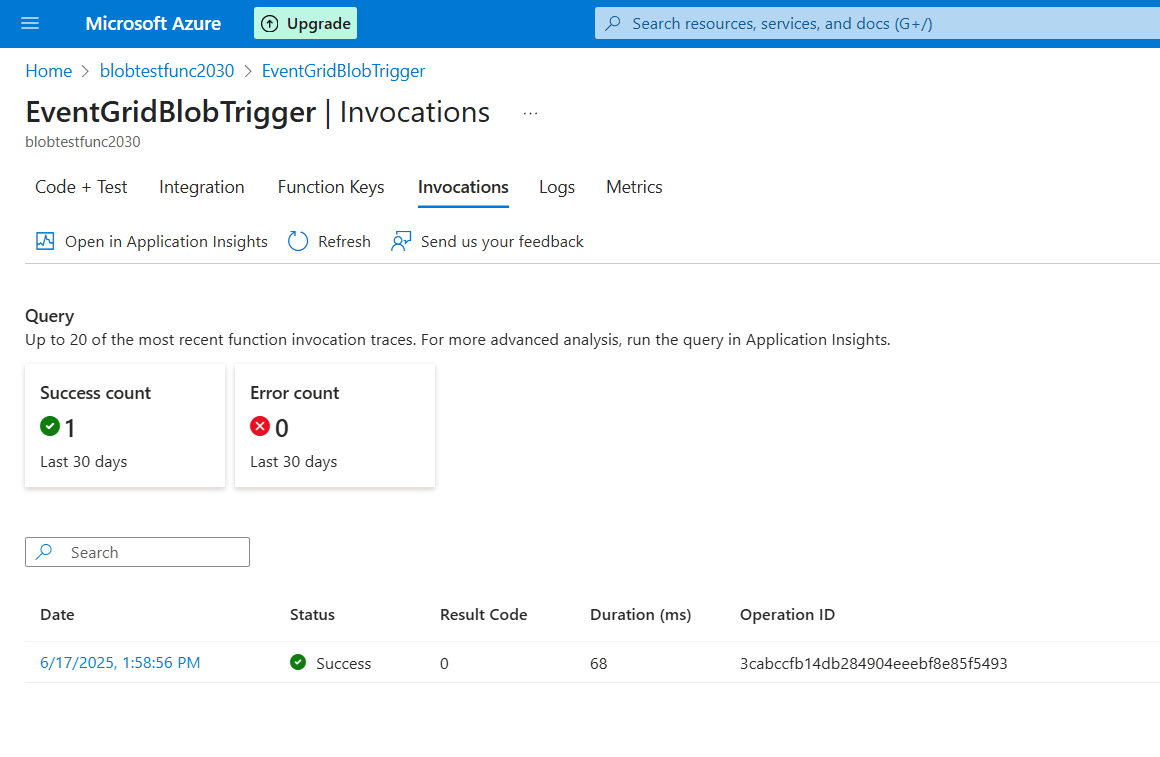 Microsoft Azure Upgrade Search resources, services, and docs (G+/)
Home > blobtestfunc2030 > EventGridBlobTrigger
EventGridBlobTrigger | Invocations ...
blobtestfunc2030
Code + Test Integration Function Keys Invocations Logs Metrics
Open in Application Insights Refresh Send us your feedback
Query
Up to 20 of the most recent function invocation traces. For more advanced analysis, run the query in Application Insights.
Success count Error count
1 0
Last 30 days Last 30 days
Search
Date Status Result Code Duration (ms) Operation ID
6/17/2025, 1:58:56 PM Success 0 68 3cabccfb14db284904eeebf8e85f5493